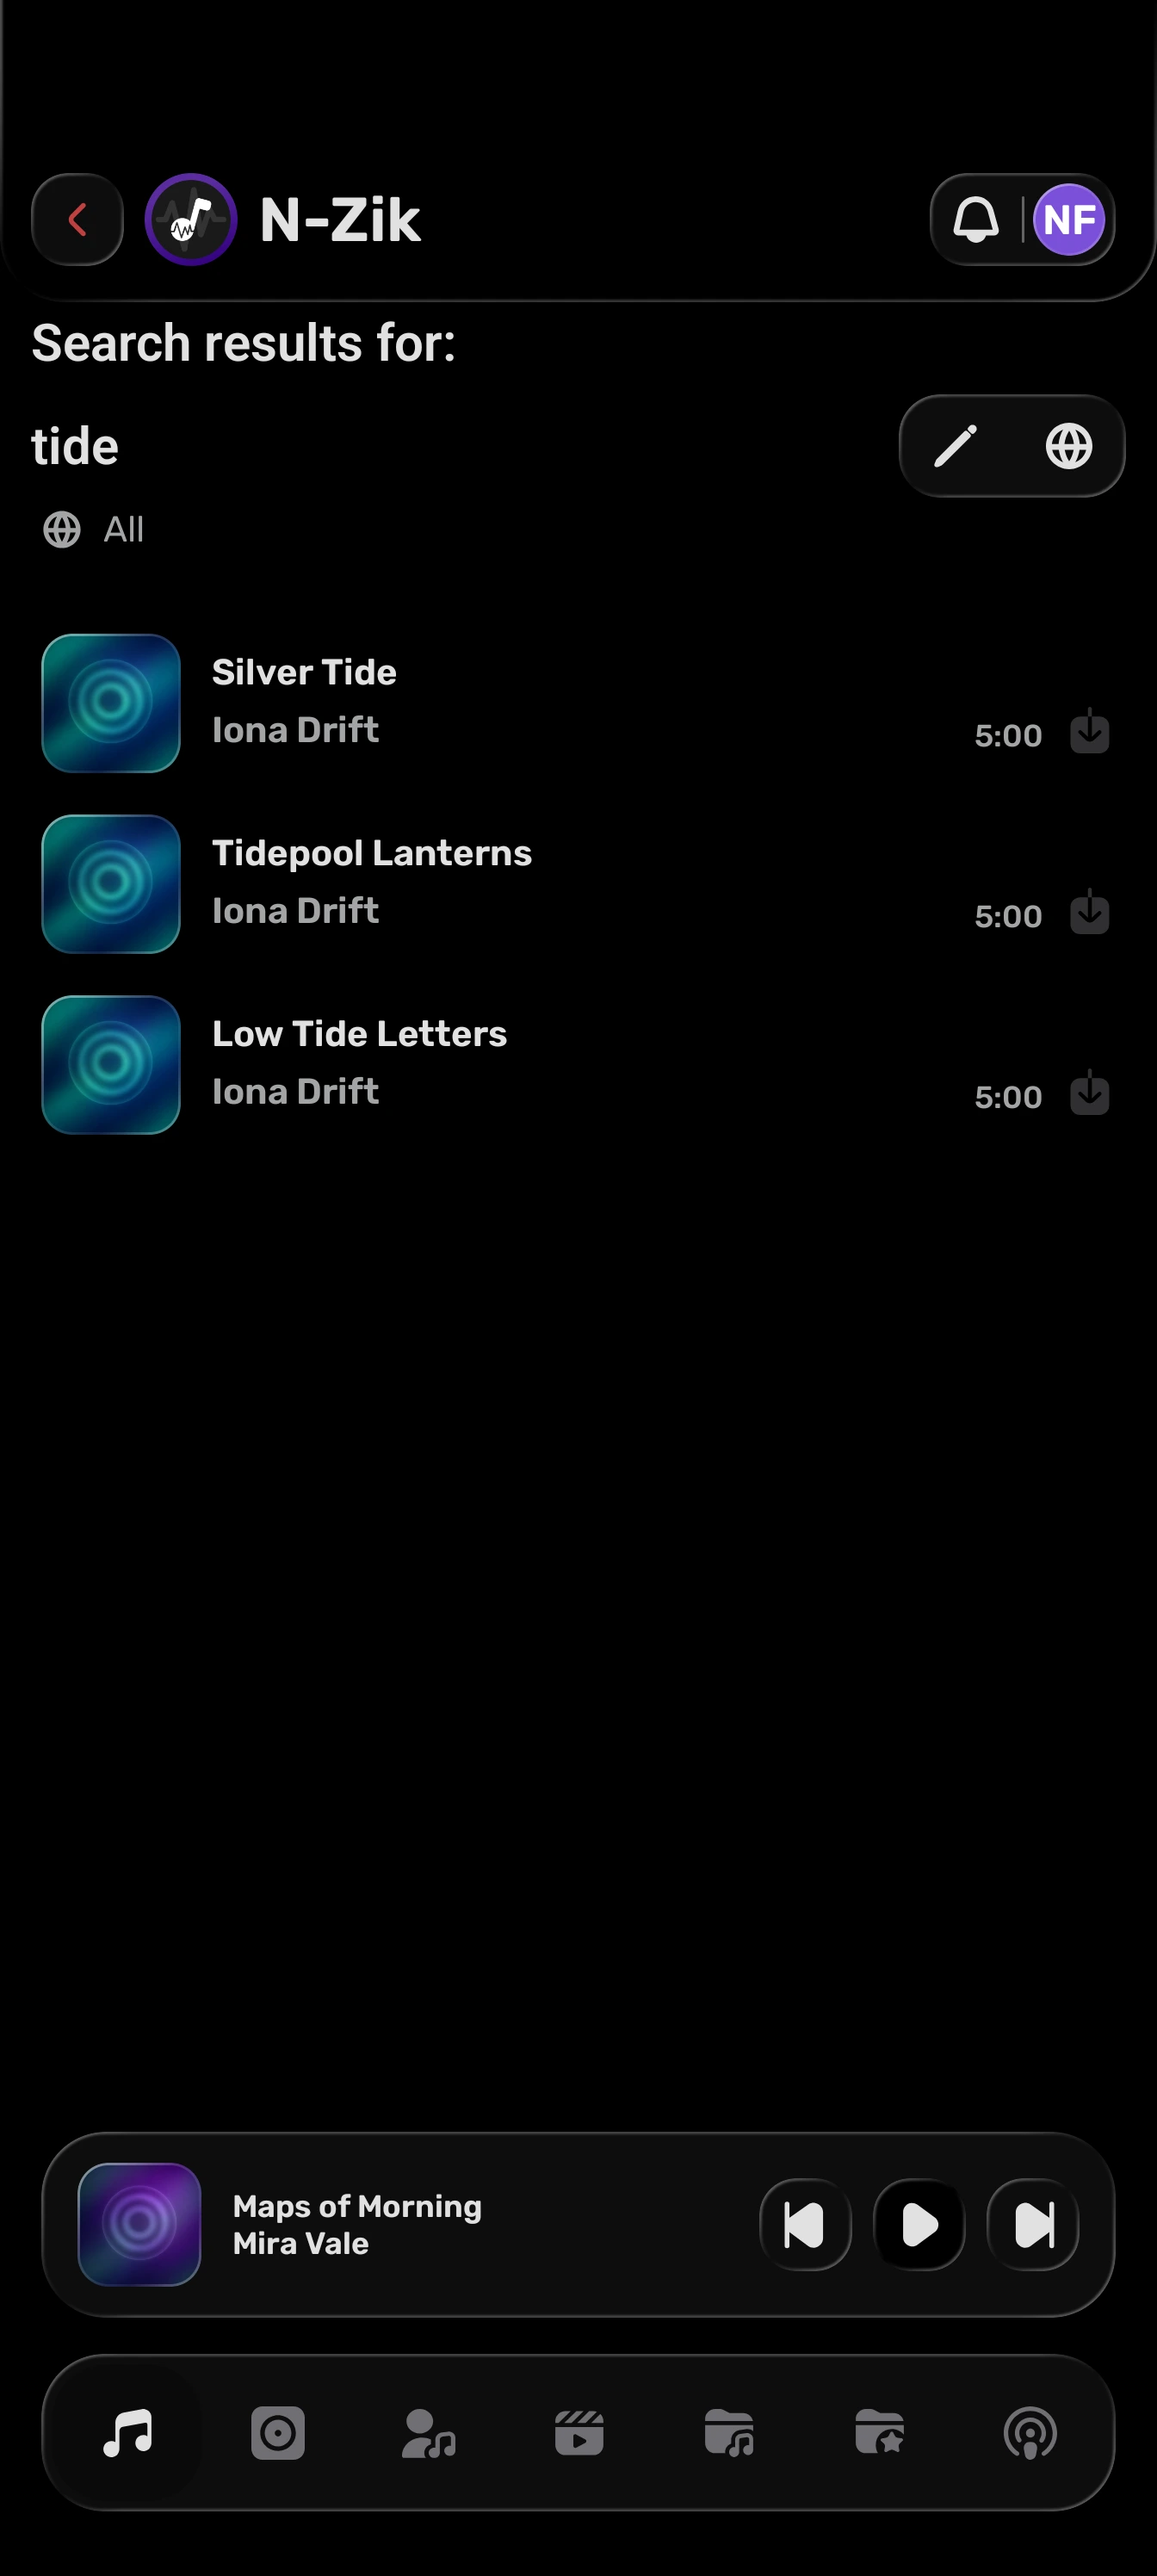 N-Zik
NF
Search results for:
tide
All
Silver Tide
Iona Drift
5:00
Tidepool Lanterns
Iona Drift
5:00
Low Tide Letters
Iona Drift
5:00
Maps of Morning
Mira Vale